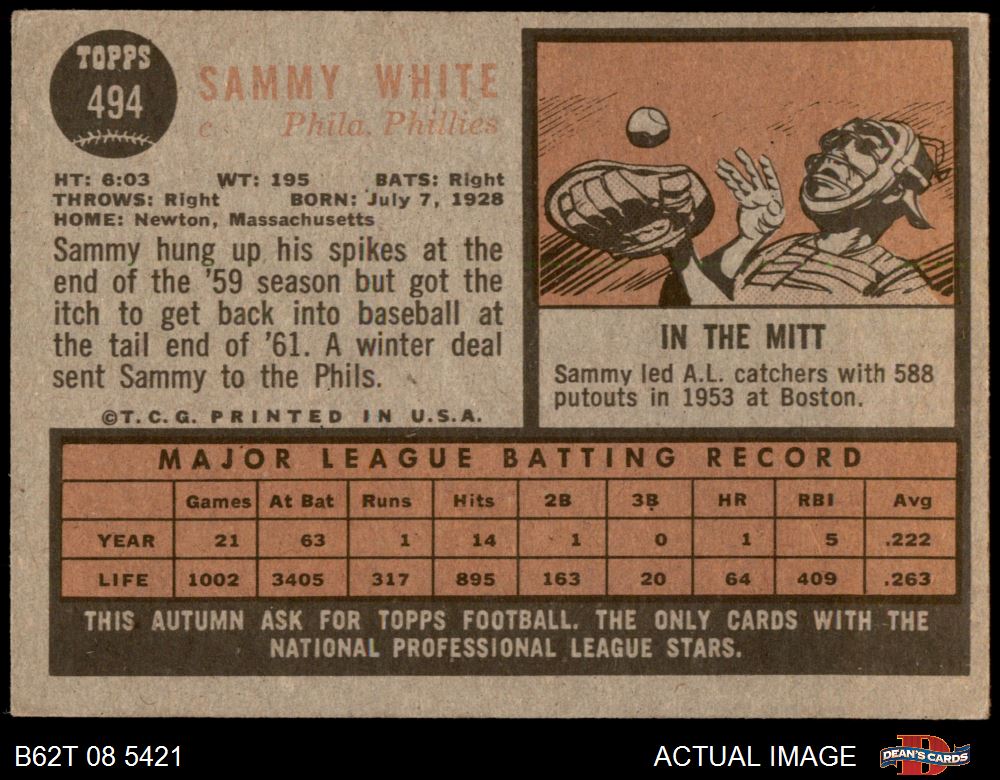 TOPPS
494
SAMMY WHITE
c Phila. Phillies
HT: 6:03 WT: 195 BATS: Right
THROWS: Right BORN: July 7, 1928
HOME: Newton, Massachusetts
Sammy hung up his spikes at the
end of the '59 season but got the
itch to get back into baseball at
the tail end of '61. A winter deal
sent Sammy to the Phils.
©T.C.G. PRINTED IN U.S.A.
IN THE MITT
Sammy led A.L. catchers with 588
putouts in 1953 at Boston.
MAJOR LEAGUE BATTING RECORD
Games At Bat Runs Hits 2B 3B HR RBI Avg
YEAR 21 63 1 14 1 0 1 5 .222
LIFE 1002 3405 317 895 163 20 64 409 .263
THIS AUTUMN ASK FOR TOPPS FOOTBALL. THE ONLY CARDS WITH THE
NATIONAL PROFESSIONAL LEAGUE STARS.
B62T 08 5421 ACTUAL IMAGE DEAN'S CARDS